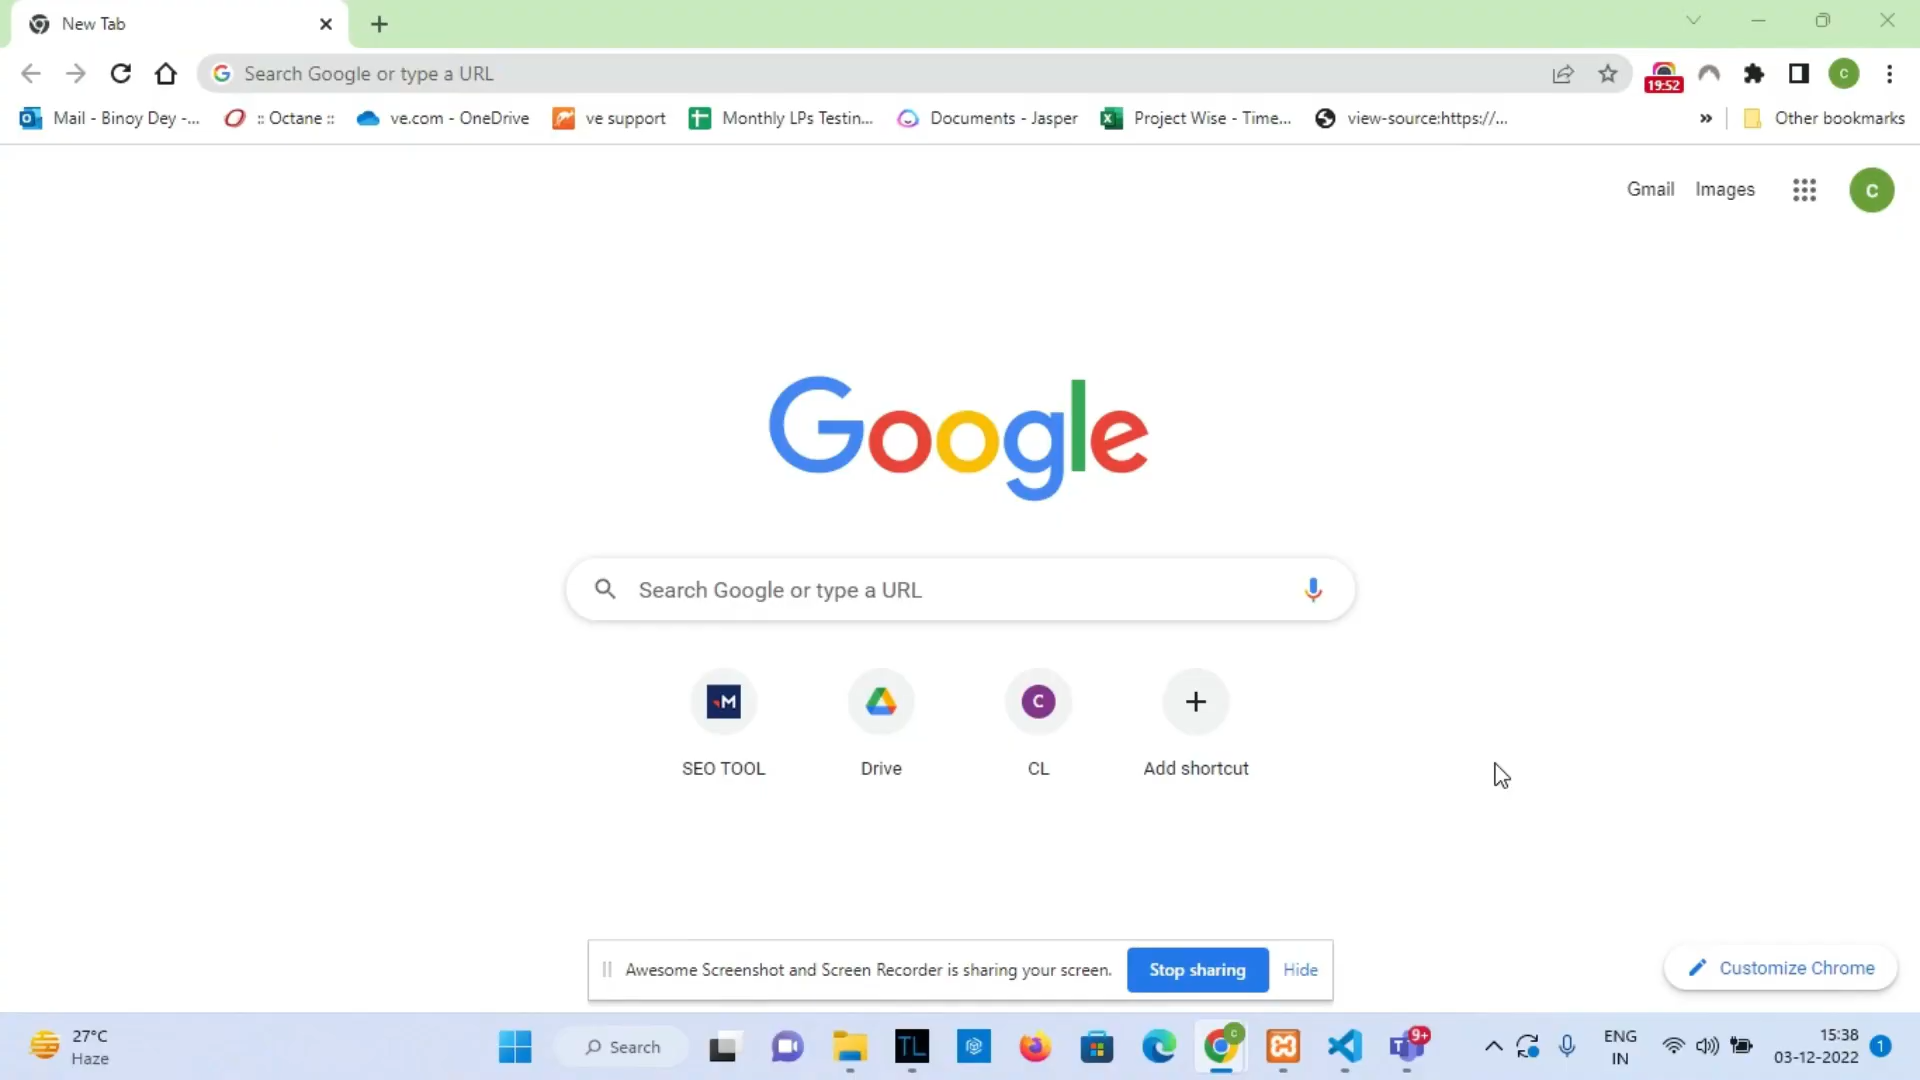 New Tab
Search Google or type a URL
19:52
C
Mail - Binoy Dey -...
:: Octane ::
ve.com - OneDrive
ve support
Monthly LPs Testin...
Documents - Jasper
Project Wise - Time...
view-source:https://...
»
Other bookmarks
Gmail
Images
C
Google
Search Google or type a URL
M
C
SEO TOOL
Drive
CL
Add shortcut
Awesome Screenshot and Screen Recorder is sharing your screen.
Stop sharing
Hide
Customize Chrome
27°C
Haze
Search
TL
C
9+
ENG
IN
15:38
03-12-2022
1